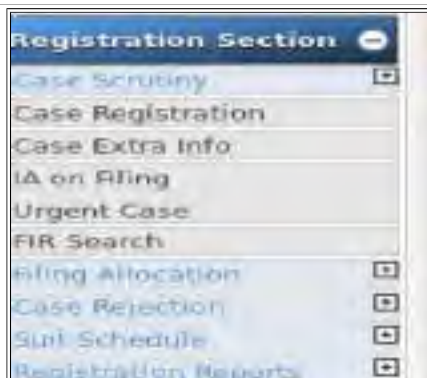 Registration Section
Case Scrutiny
Case Registration
Case Extra Info
IA on Filing
Urgent Case
FIR Search
Filing Allocation
Case Rejection
Suit Schedule
Registration Reports